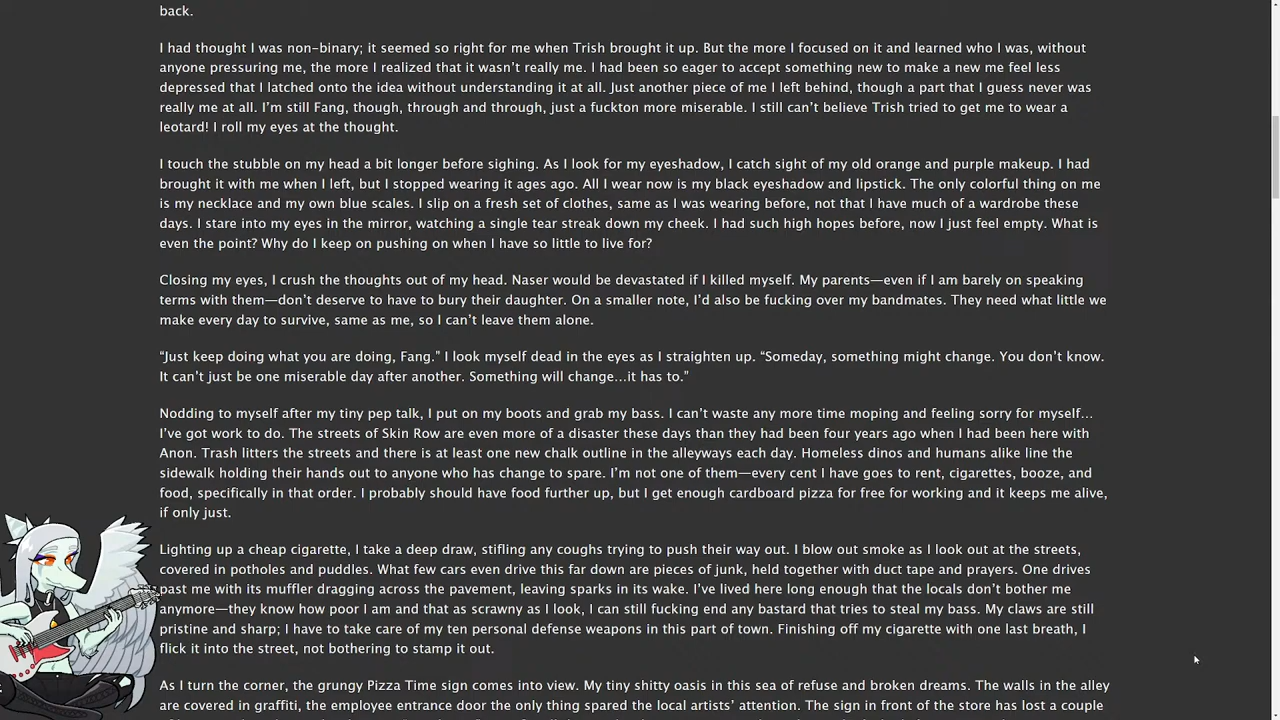 back.
I had thought I was non-binary; it seemed so right for me when Trish brought it up. But the more I focused on it and learned who I was, without
anyone pressuring me, the more I realized that it wasn’t really me. I had been so eager to accept something new to make a new me feel less
depressed that I latched onto the idea without understanding it at all. Just another piece of me I left behind, though a part that I guess never was
really me at all. I’m still Fang, though, through and through, just a fuckton more miserable. I still can’t believe Trish tried to get me to wear a
leotard! I roll my eyes at the thought.
I touch the stubble on my head a bit longer before sighing. As I look for my eyeshadow, I catch sight of my old orange and purple makeup. I had
brought it with me when I left, but I stopped wearing it ages ago. All I wear now is my black eyeshadow and lipstick. The only colorful thing on me
is my necklace and my own blue scales. I slip on a fresh set of clothes, same as I was wearing before, not that I have much of a wardrobe these
days. I stare into my eyes in the mirror, watching a single tear streak down my cheek. I had such high hopes before, now I just feel empty. What is
even the point? Why do I keep on pushing on when I have so little to live for?
Closing my eyes, I crush the thoughts out of my head. Naser would be devastated if I killed myself. My parents—even if I am barely on speaking
terms with them—don’t deserve to have to bury their daughter. On a smaller note, I’d also be fucking over my bandmates. They need what little we
make every day to survive, same as me, so I can’t leave them alone.
“Just keep doing what you are doing, Fang.” I look myself dead in the eyes as I straighten up. “Someday, something might change. You don’t know.
It can’t just be one miserable day after another. Something will change…it has to.”
Nodding to myself after my tiny pep talk, I put on my boots and grab my bass. I can’t waste any more time moping and feeling sorry for myself…
I’ve got work to do. The streets of Skin Row are even more of a disaster these days than they had been four years ago when I had been here with
Anon. Trash litters the streets and there is at least one new chalk outline in the alleyways each day. Homeless dinos and humans alike line the
sidewalk holding their hands out to anyone who has change to spare. I’m not one of them—every cent I have goes to rent, cigarettes, booze, and
food, specifically in that order. I probably should have food further up, but I get enough cardboard pizza for free for working and it keeps me alive,
if only just.
Lighting up a cheap cigarette, I take a deep draw, stifling any coughs trying to push their way out. I blow out smoke as I look out at the streets,
covered in potholes and puddles. What few cars even drive this far down are pieces of junk, held together with duct tape and prayers. One drives
past me with its muffler dragging across the pavement, leaving sparks in its wake. I’ve lived here long enough that the locals don’t bother me
anymore—they know how poor I am and that as scrawny as I look, I can still fucking end any bastard that tries to steal my bass. My claws are still
pristine and sharp; I have to take care of my ten personal defense weapons in this part of town. Finishing off my cigarette with one last breath, I
flick it into the street, not bothering to stamp it out.
As I turn the corner, the grungy Pizza Time sign comes into view. My tiny shitty oasis in this sea of refuse and broken dreams. The walls in the alley
are covered in graffiti, the employee entrance door the only thing spared the local artists’ attention. The sign in front of the store has lost a couple